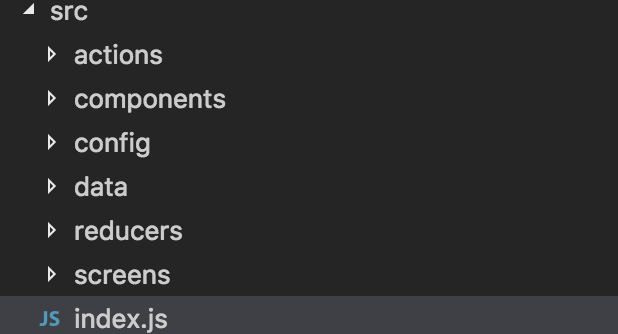 src
actions
components
config
data
reducers
screens
JS index.js